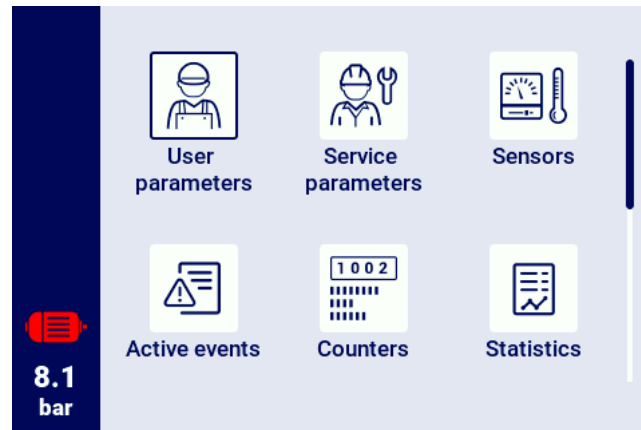 User
parameters
Service
parameters
Sensors
1002
Active events
Counters
Statistics
8.1
bar